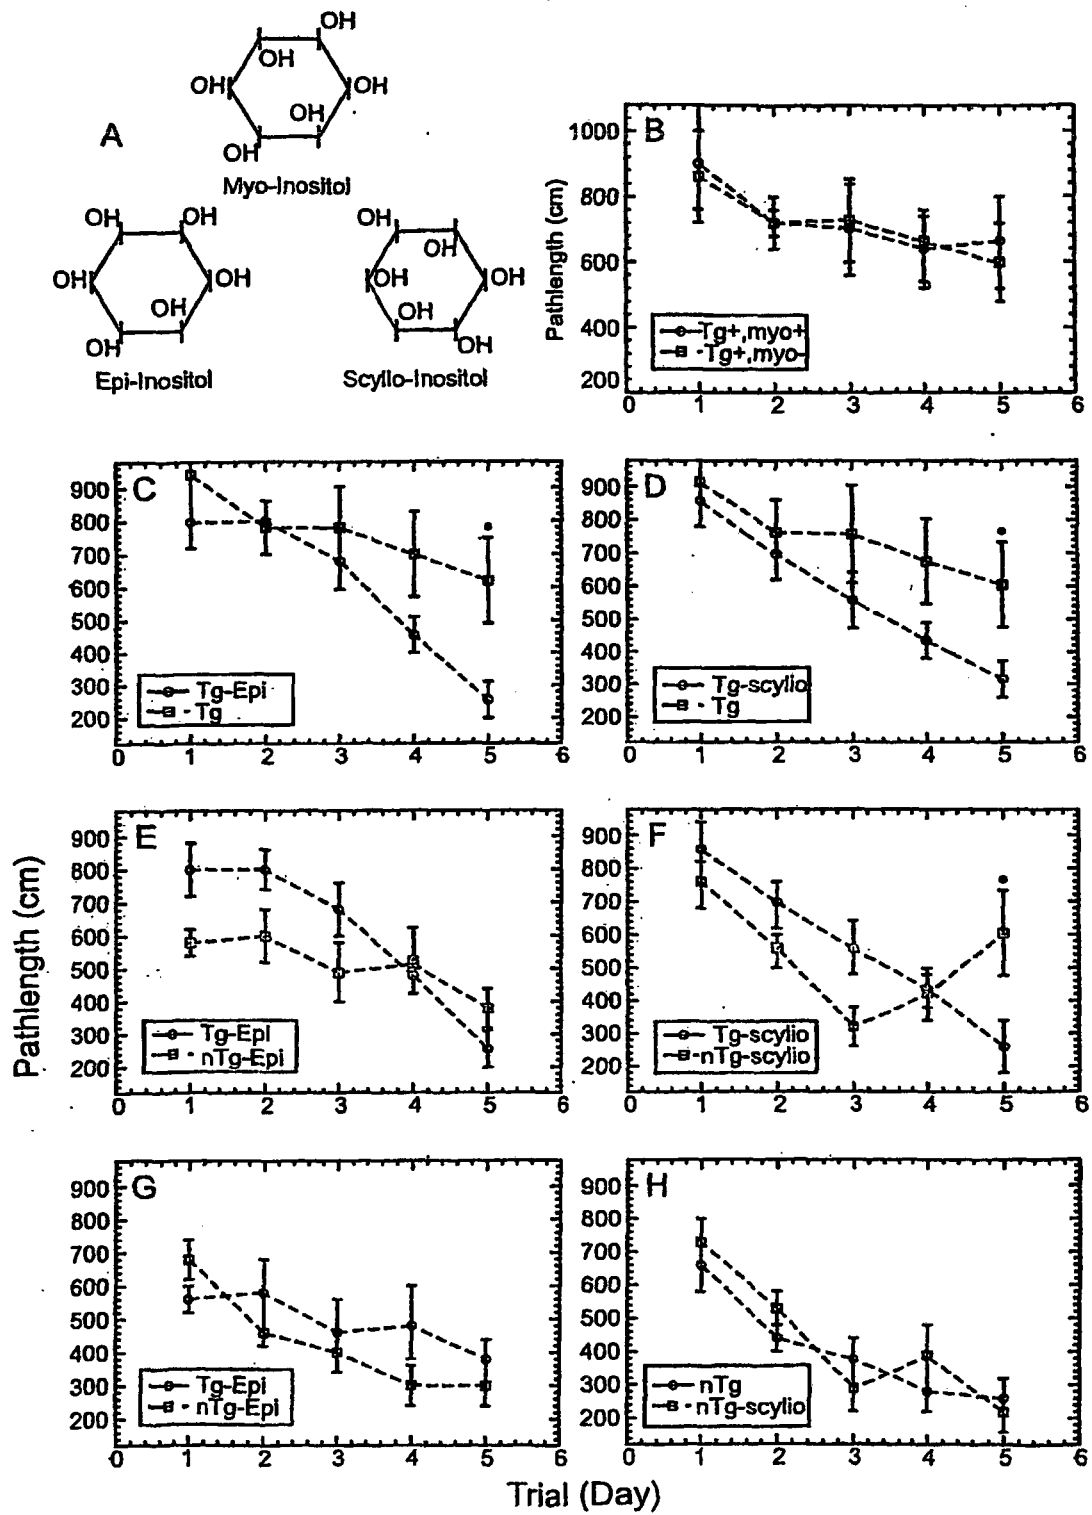 A
OH
OH
OH
OH
OH
OH
Myo-Inositol
OH
OH
OH
OH
OH
OH
Epi-Inositol
OH
OH
OH
OH
OH
OH
Scyllo-Inositol
B
Pathlength (cm)
1000
800
600
400
200
Tg+,myo+
Tg+,myo-
0 1 2 3 4 5 6
C
900
800
700
600
500
400
300
200
Tg-Epi
Tg
0 1 2 3 4 5 6
D
900
800
700
600
500
400
300
200
Tg-scylio
Tg
0 1 2 3 4 5 6
Pathlength (cm)
E
900
800
700
600
500
400
300
200
Tg-Epi
nTg-Epi
0 1 2 3 4 5 6
F
900
800
700
600
500
400
300
200
Tg-scylio
nTg-scylio
0 1 2 3 4 5 6
G
900
800
700
600
500
400
300
200
Tg-Epi
nTg-Epi
0 1 2 3 4 5 6
H
900
800
700
600
500
400
300
200
nTg
nTg-scylio
0 1 2 3 4 5 6
Trial (Day)